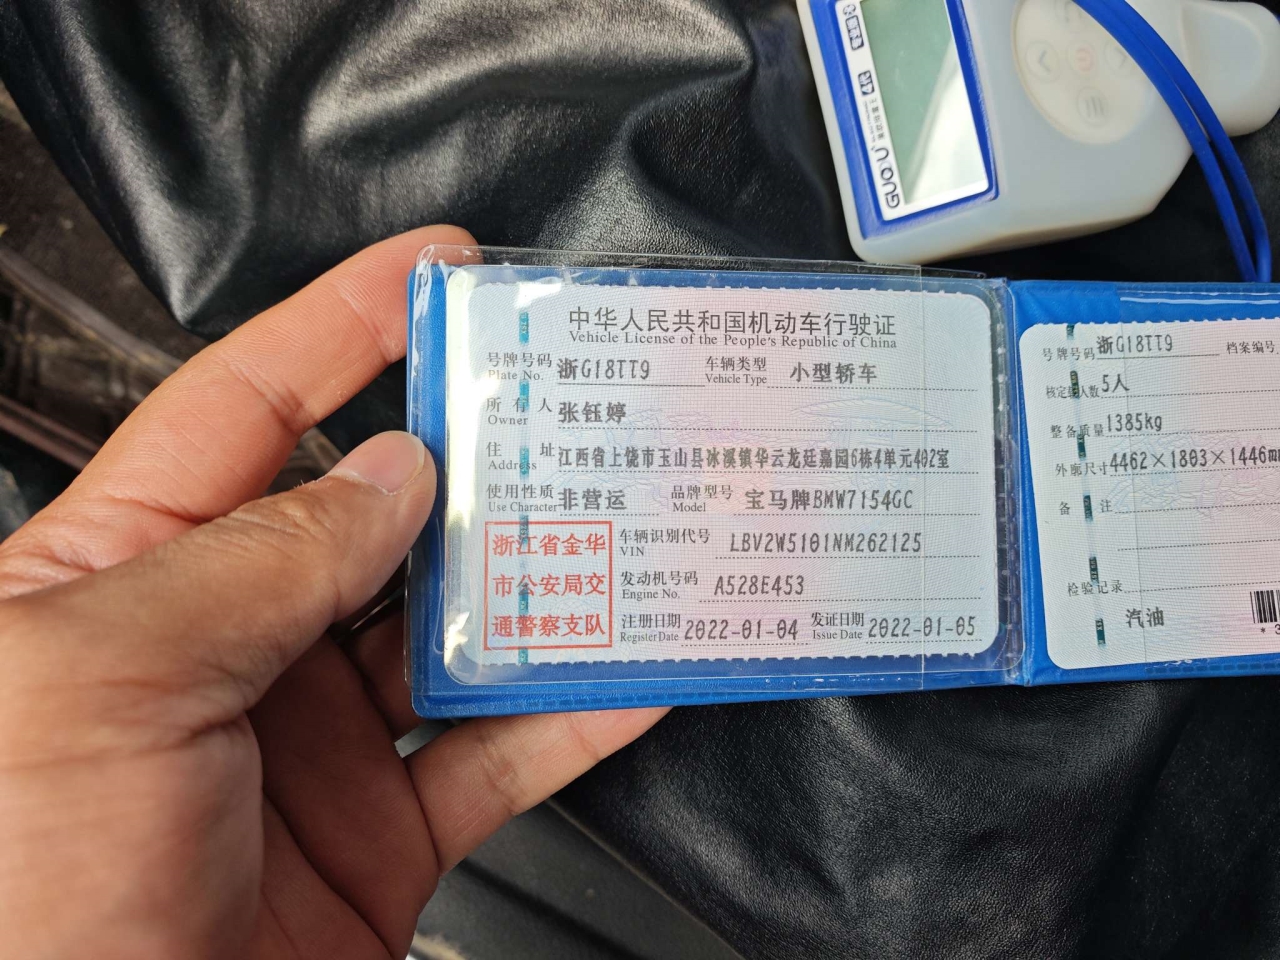 GUOOU
中华人民共和国机动车行驶证
Vehicle License of the People's Republic of China
号牌号码 浙G18TT9 车辆类型 小型轿车
Plate No. Vehicle Type
所有人 张钰婷
Owner
住址 江西省上饶市玉山县冰溪镇华云龙廷嘉园6栋4单元402室
Address
使用性质 非营运 品牌型号 宝马牌BMW7154GC
Use Character Model
浙江省金华
市公安局交
通警察支队
车辆识别代号 LBV2W5101NM262125
VIN
发动机号码 A528E453
Engine No.
注册日期 2022-01-04 发证日期 2022-01-05
Register Date Issue Date
号牌号码 浙G18TT9 档案编号
核定载人数 5人
整备质量 1385kg
外廓尺寸 4462×1803×1446mm
备注
检验记录
汽油